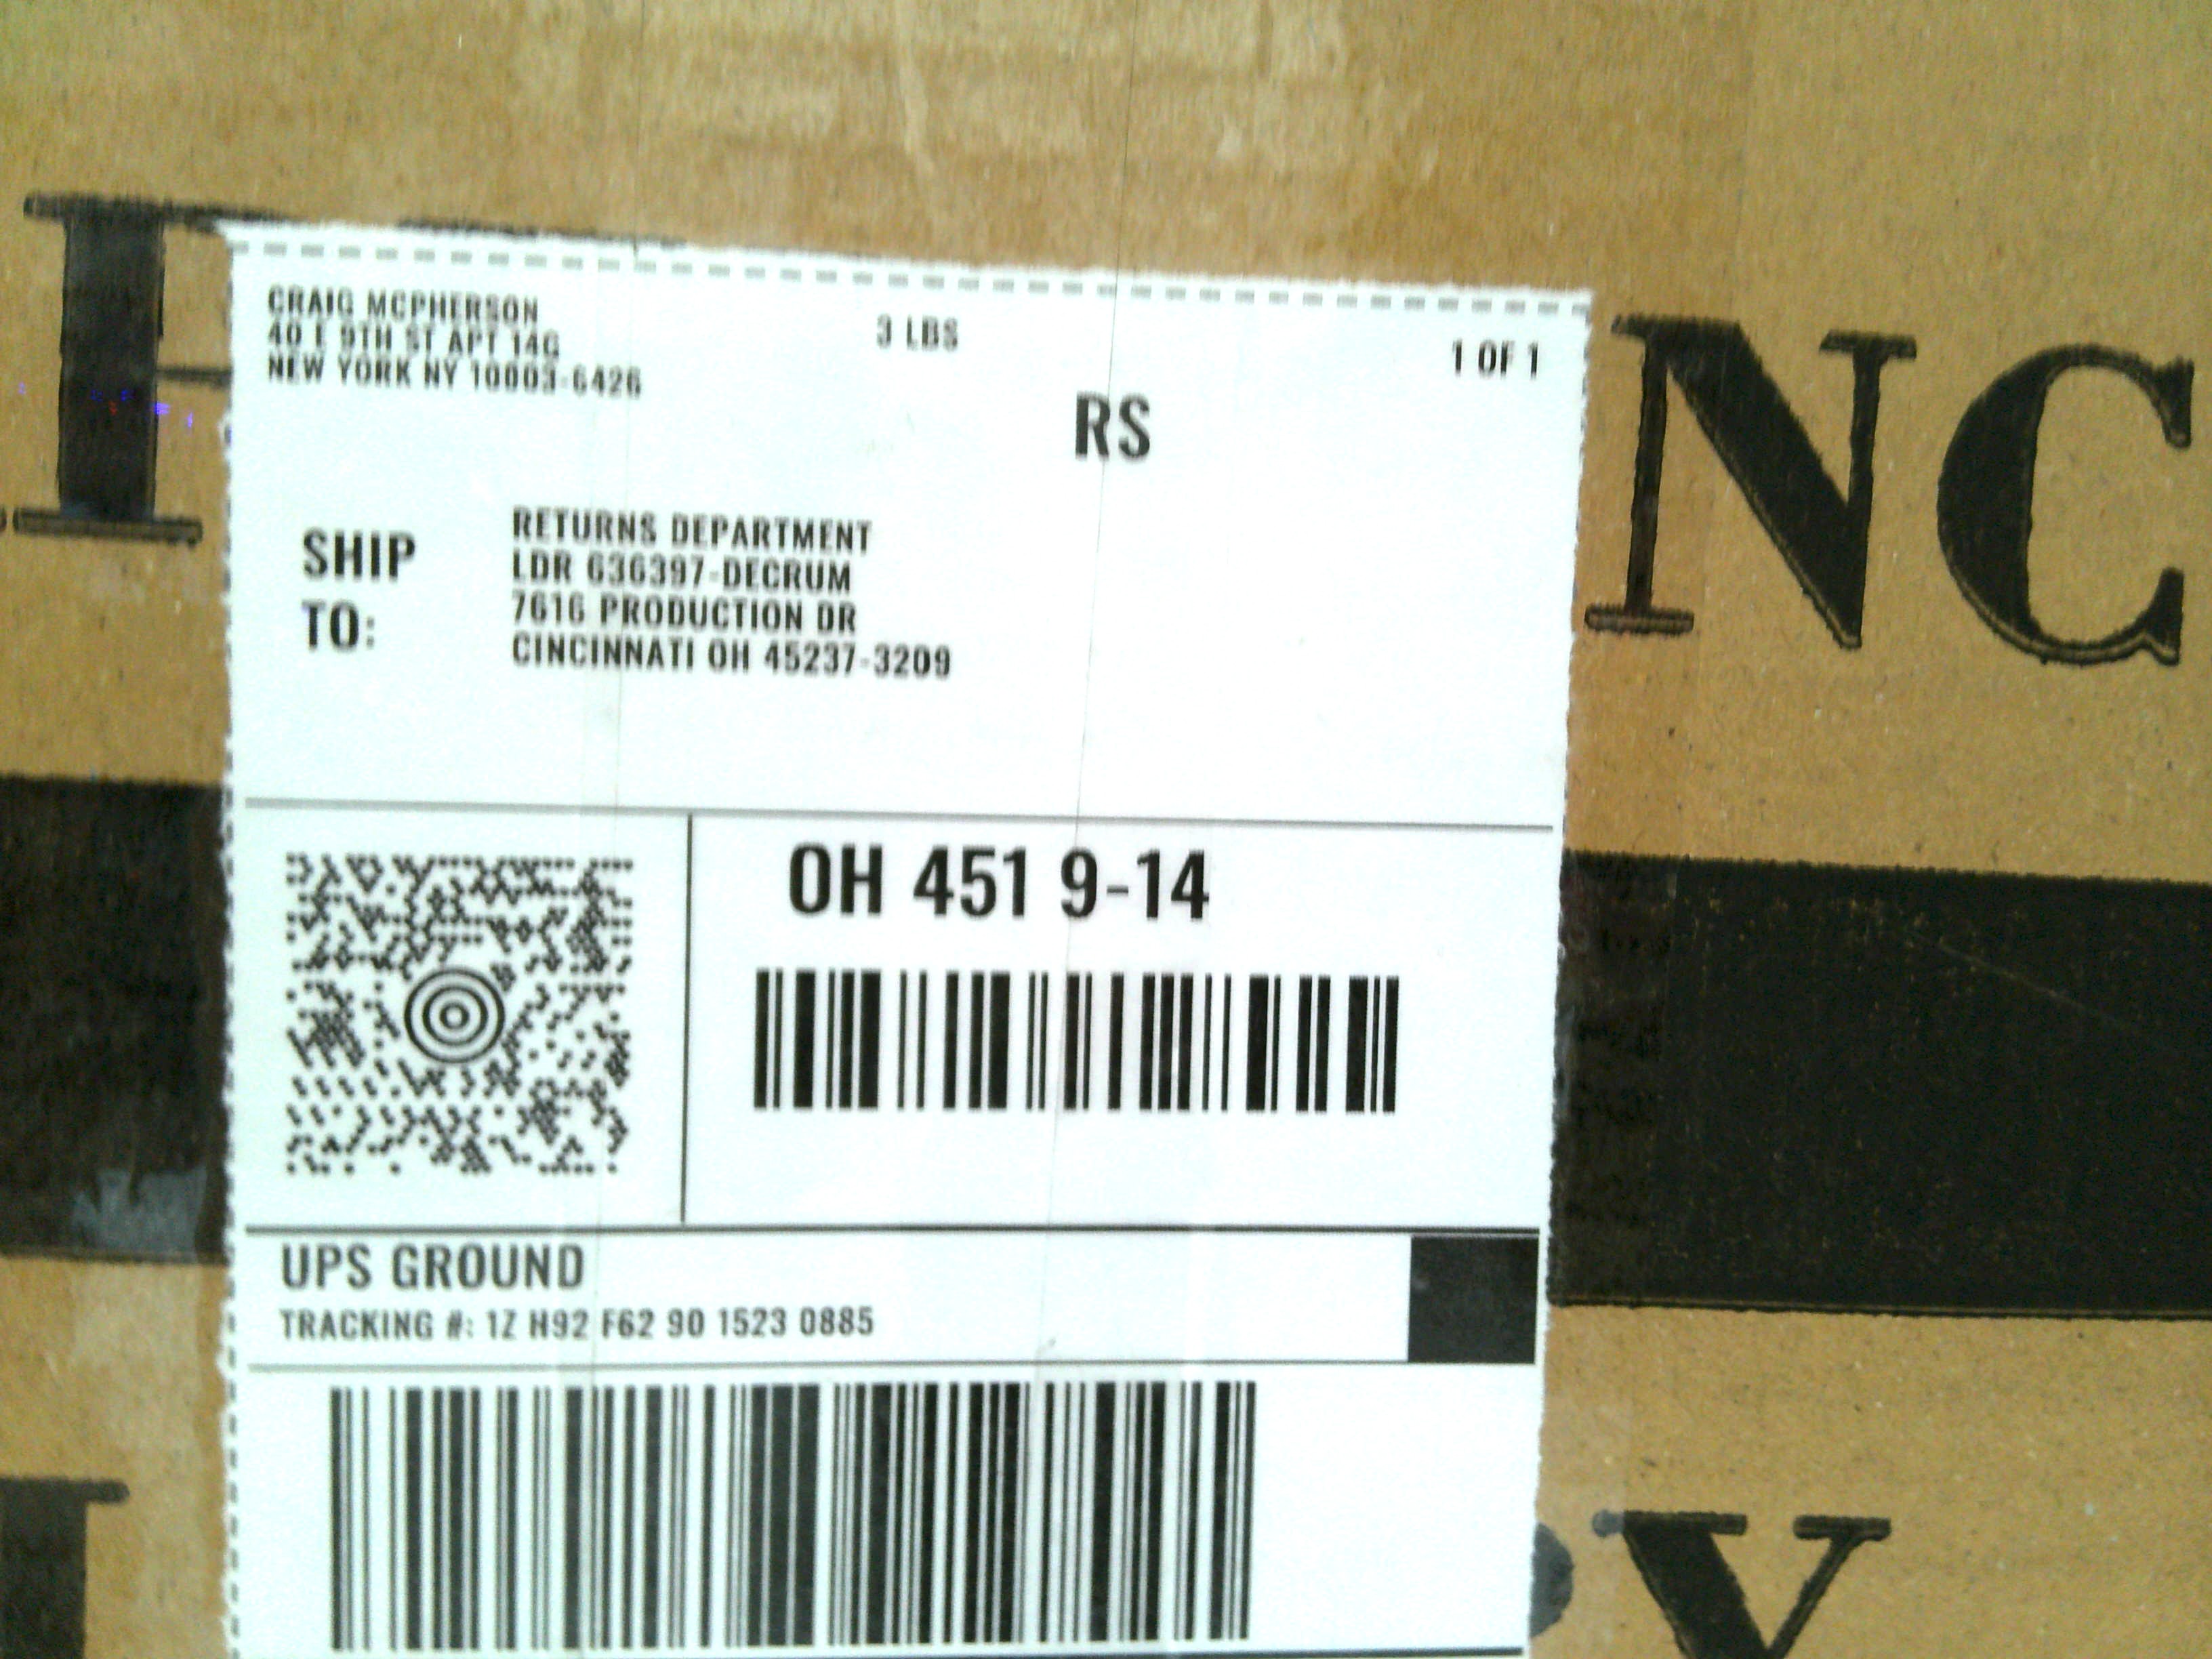 CRAIG MCPHERSON
40 E 9TH ST APT 14G
NEW YORK NY 10003-6426
3 LBS
1 OF 1
RS
SHIP
TO:
RETURNS DEPARTMENT
LDR 636397-DECRUM
7616 PRODUCTION DR
CINCINNATI OH 45237-3209
NC
OH 451 9-14
UPS GROUND
TRACKING #: 1Z H92 F62 90 1523 0885